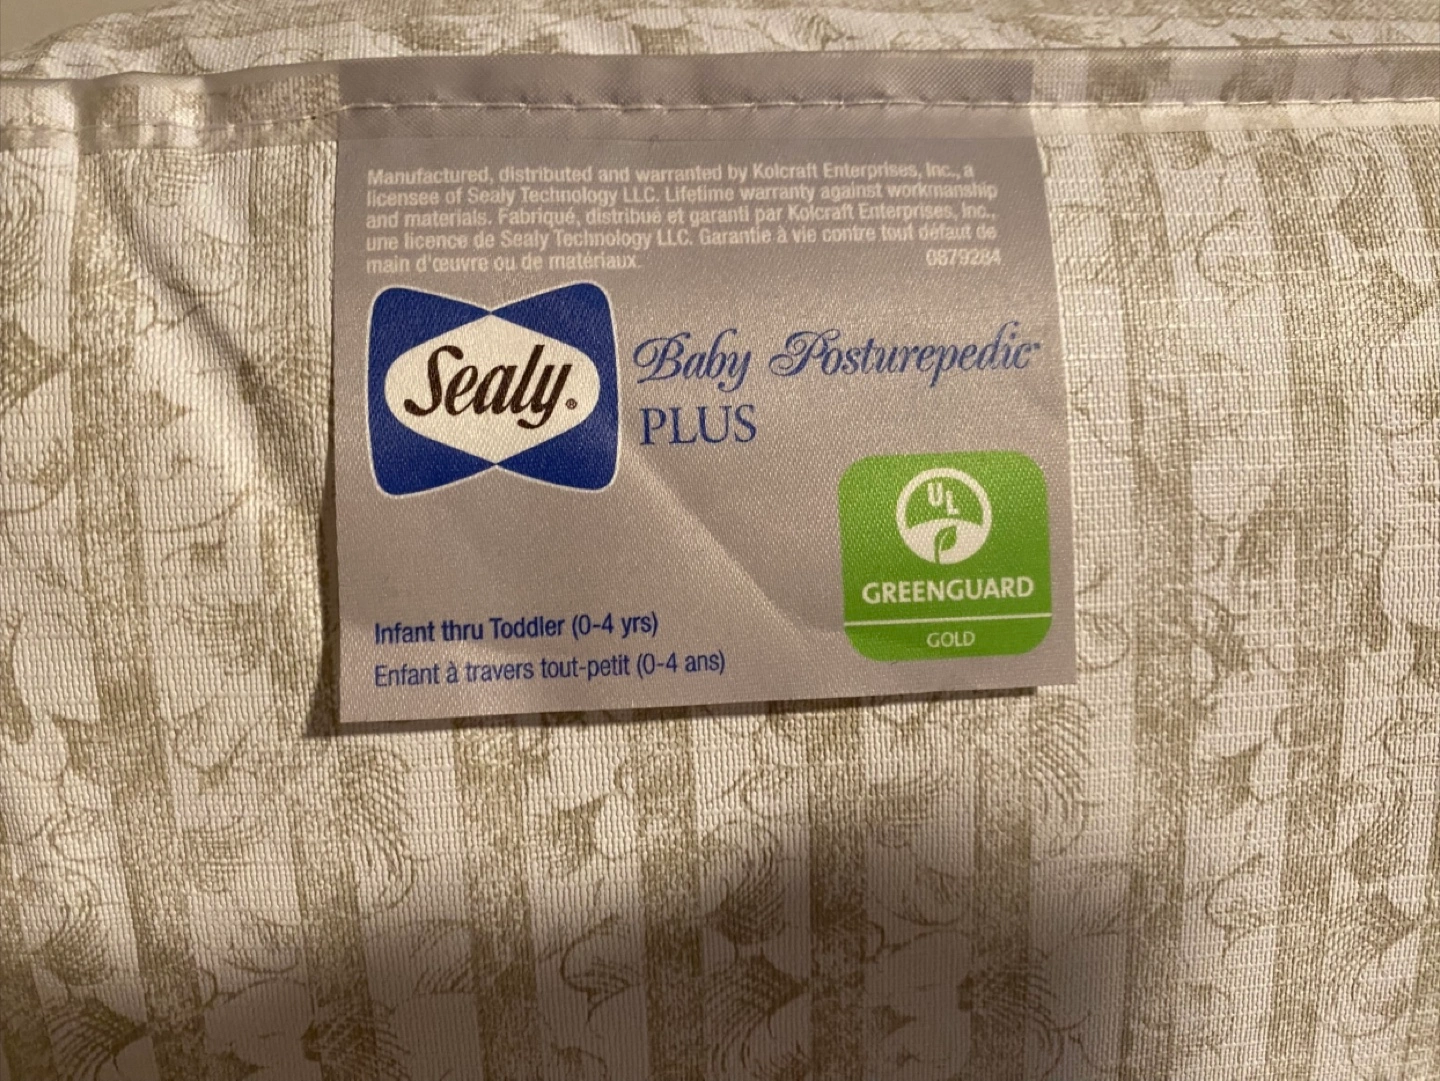 Manufactured, distributed and warranted by Kolcraft Enterprises, Inc., a
licensee of Sealy Technology LLC. Lifetime warranty against workmanship
and materials. Fabriqué, distribué et garanti par Kolcraft Enterprises, Inc.,
une licence de Sealy Technology LLC. Garantie à vie contre tout défaut de
main d'œuvre ou de matériaux. 0879284
Sealy®
Baby Posturepedic
PLUS
UL
GREENGUARD
GOLD
Infant thru Toddler (0-4 yrs)
Enfant à travers tout-petit (0-4 ans)